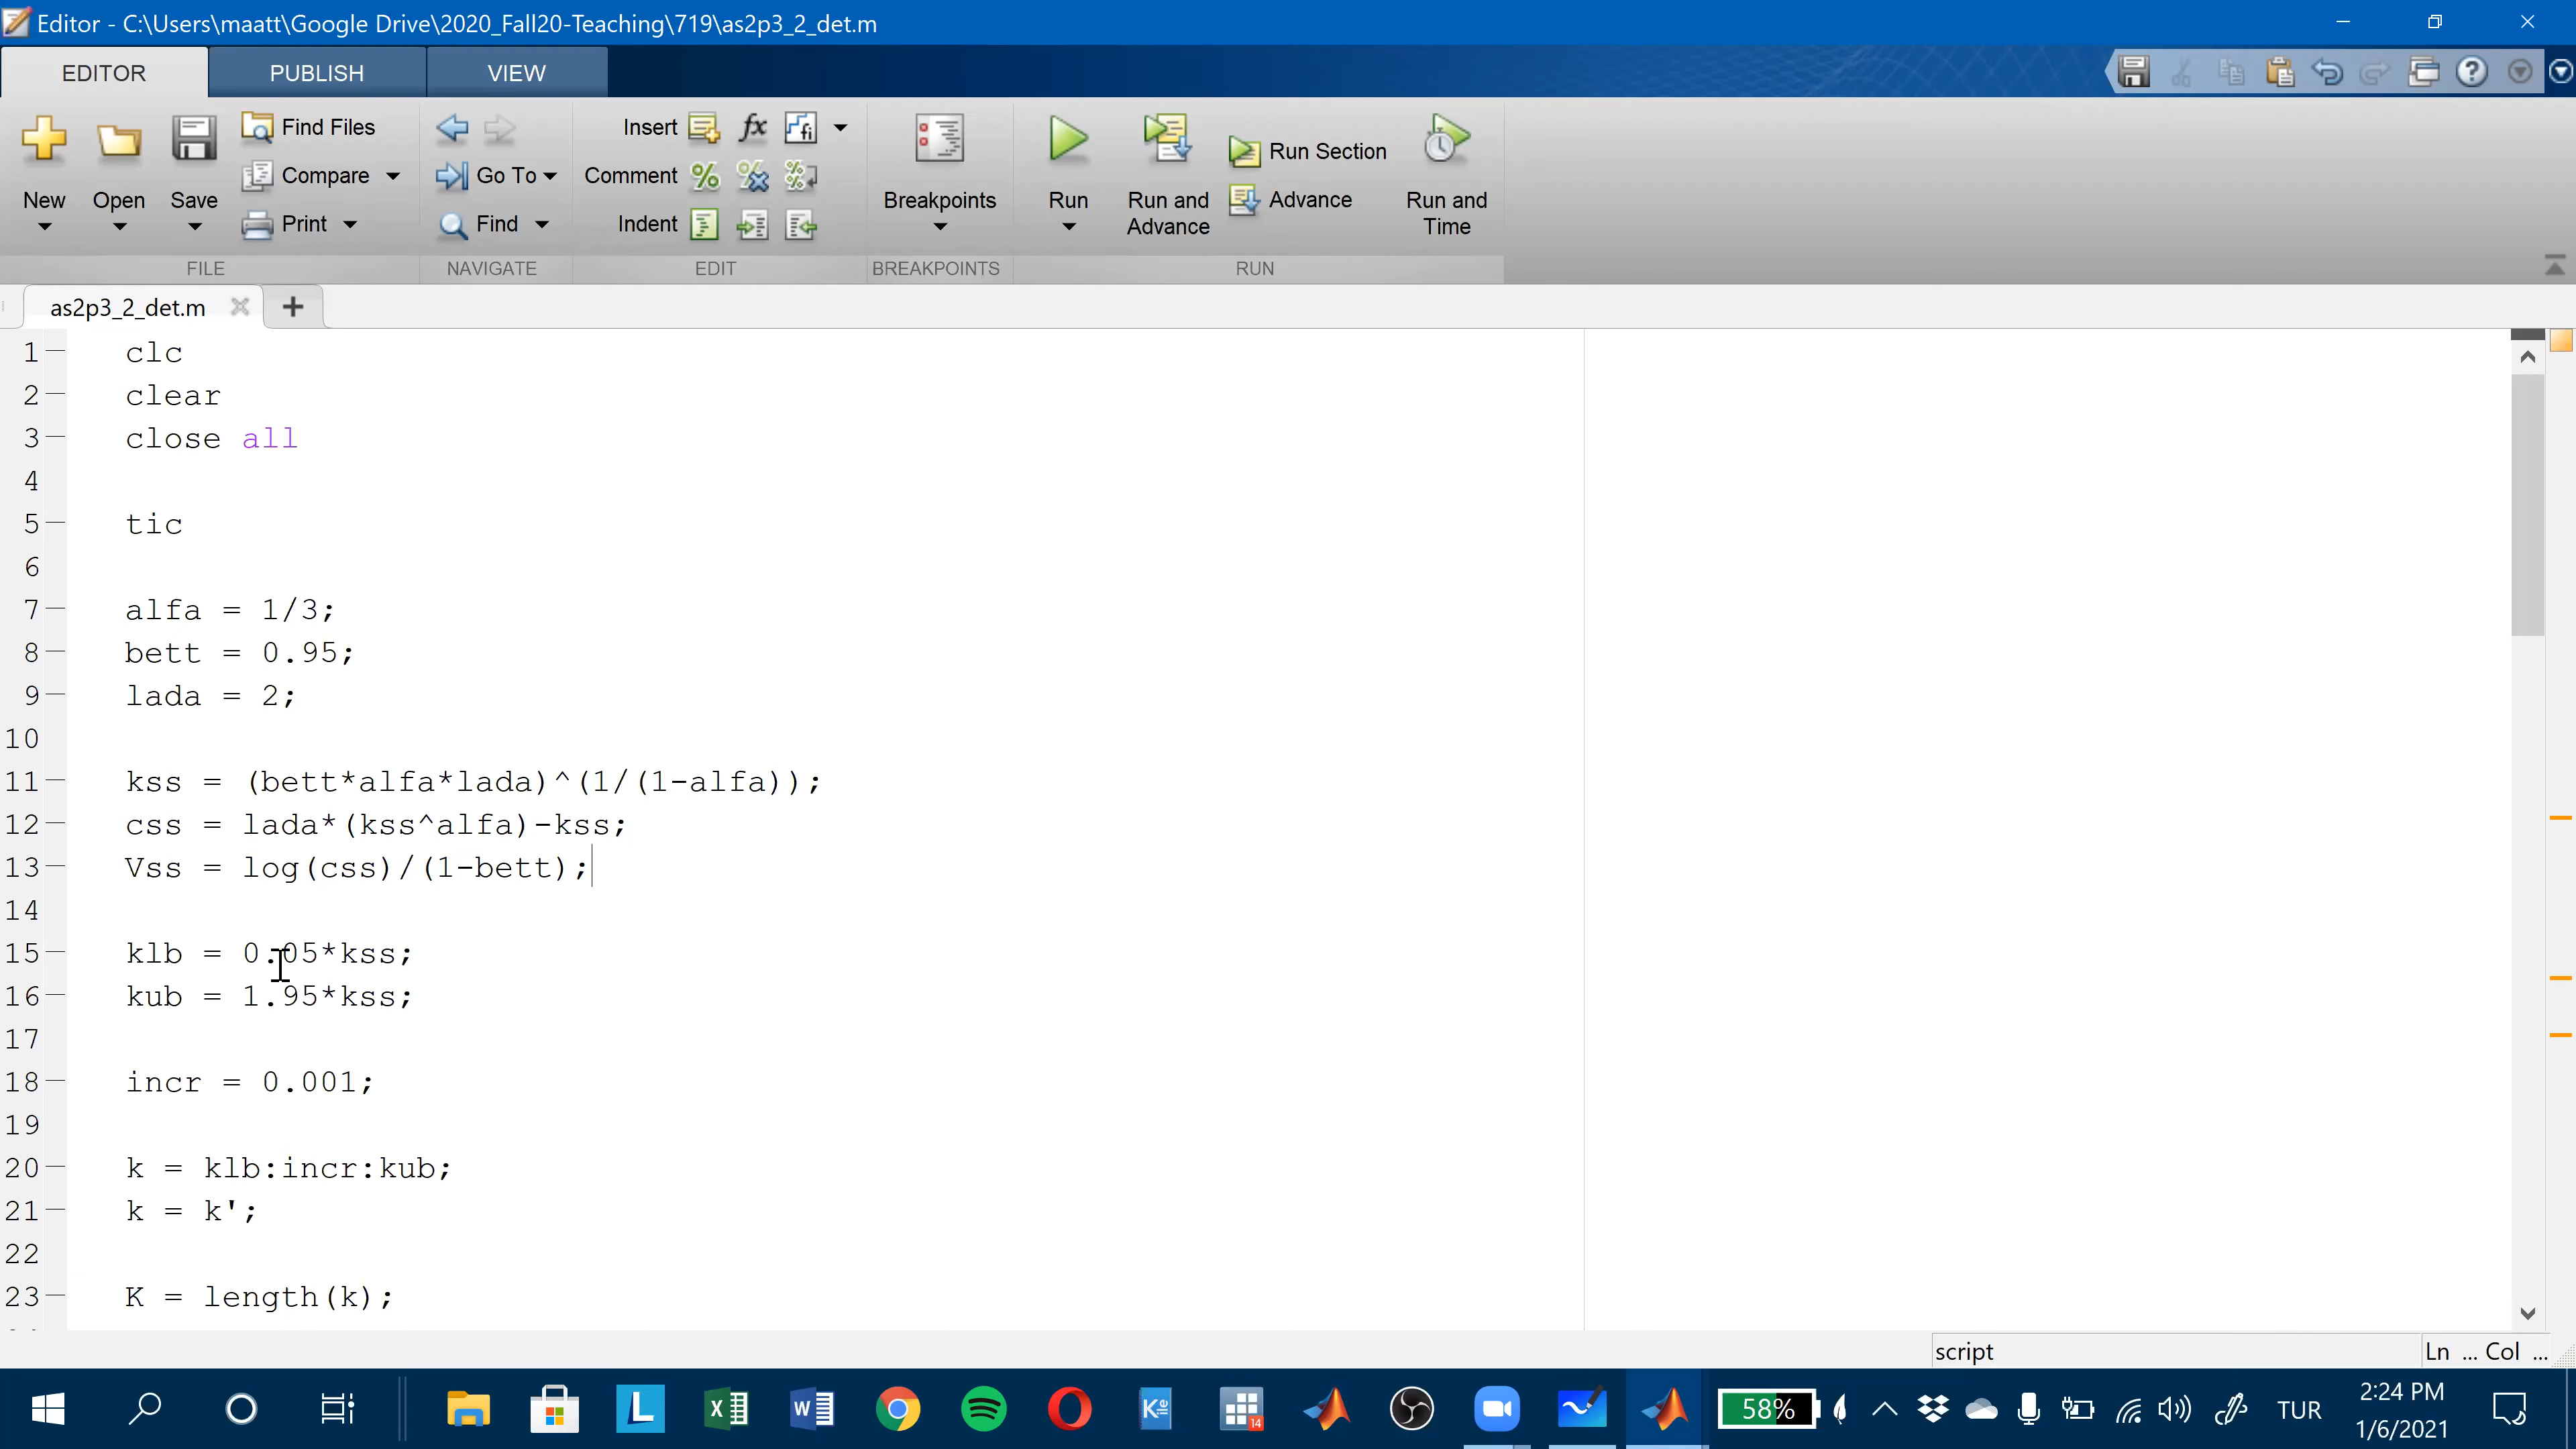 Editor - C:\Users\maatt\Google Drive\2020_Fall20-Teaching\719\as2p3_2_det.m
EDITOR PUBLISH VIEW
New Open Save Find Files Compare Print
Go To Find
Insert Comment Indent
Breakpoints
Run Run and Advance Run Section Advance Run and Time
FILE NAVIGATE EDIT BREAKPOINTS RUN
as2p3_2_det.m
1 clc
2 clear
3 close all
4
5 tic
6
7 alfa = 1/3;
8 bett = 0.95;
9 lada = 2;
10
11 kss = (bett*alfa*lada)^(1/(1-alfa));
12 css = lada*(kss^alfa)-kss;
13 Vss = log(css)/(1-bett);
14
15 klb = 0.05*kss;
16 kub = 1.95*kss;
17
18 incr = 0.001;
19
20 k = klb:incr:kub;
21 k = k';
22
23 K = length(k);
script Ln ... Col ...
58% TUR 2:24 PM
1/6/2021